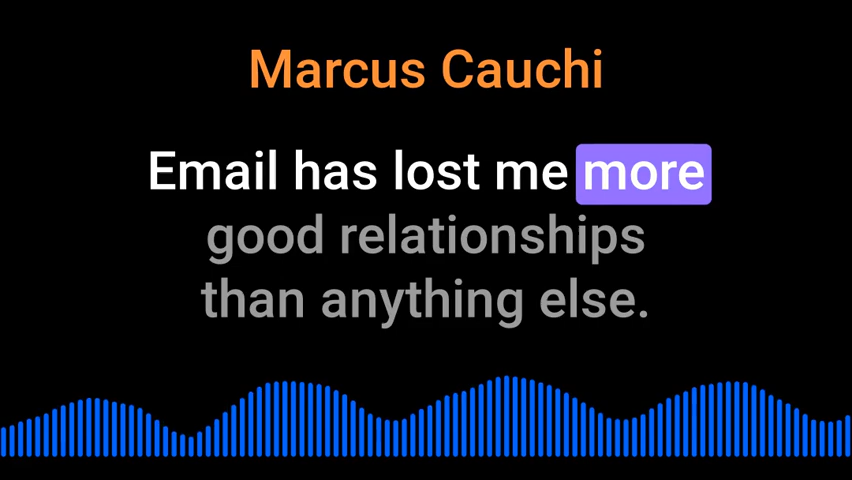 Marcus Cauchi
Email has lost me more
good relationships
than anything else.